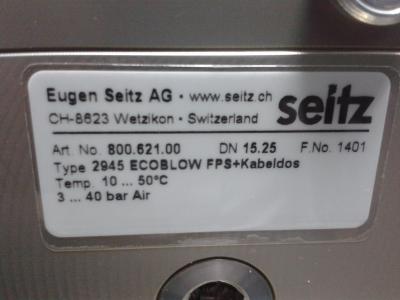 Eugen Seitz AG · www.seitz.ch
CH-8623 Wetzikon · Switzerland
seitz
Art. No. 800.621.00 DN 15.25 F.No. 1401
Type 2945 ECOBLOW FPS+Kabeldos
Temp. 10 ... 50°C
3 ... 40 bar Air